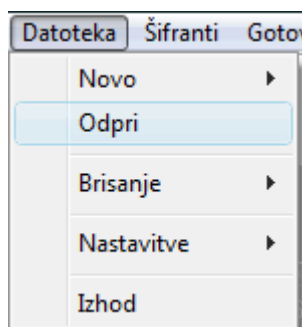 Datoteka Šifranti
Novo
Odpri
Brisanje
Nastavitve
Izhod